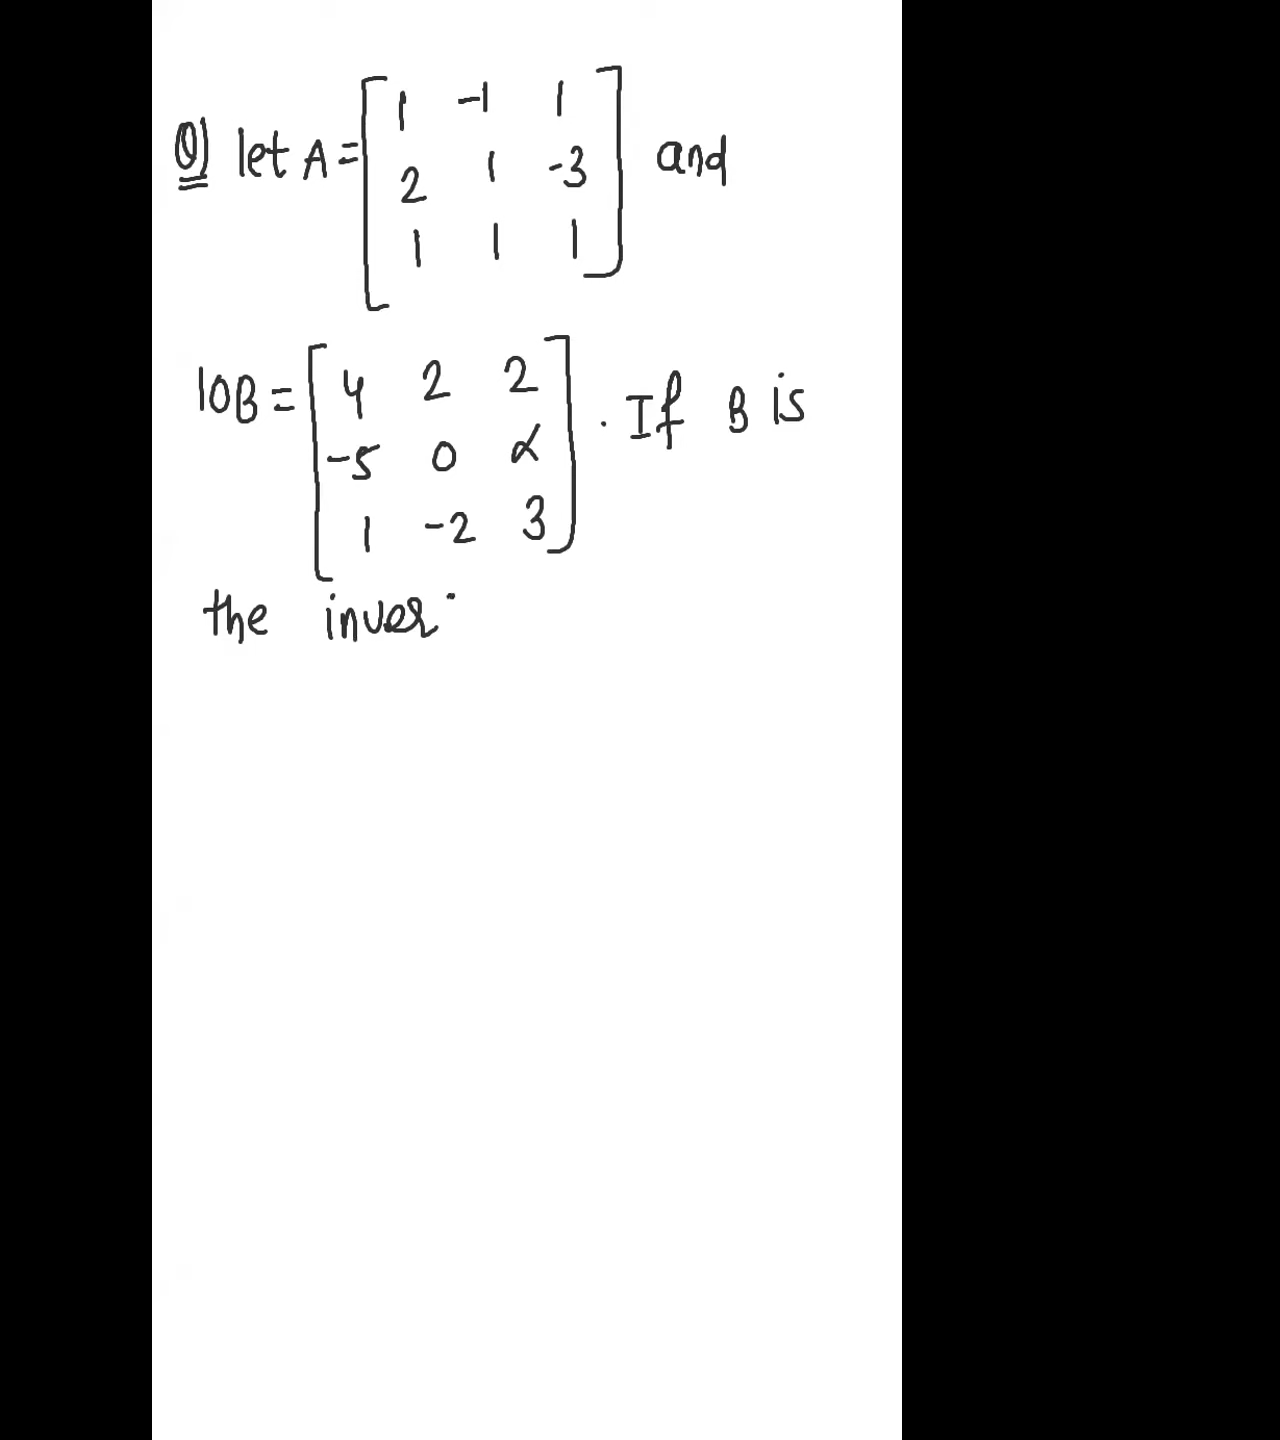 Q) let A = [ 1 -1 1
2 1 -3
1 1 1 ] and
10B = [ 4 2 2
-5 0 α
1 -2 3 ] . If B is
the inver